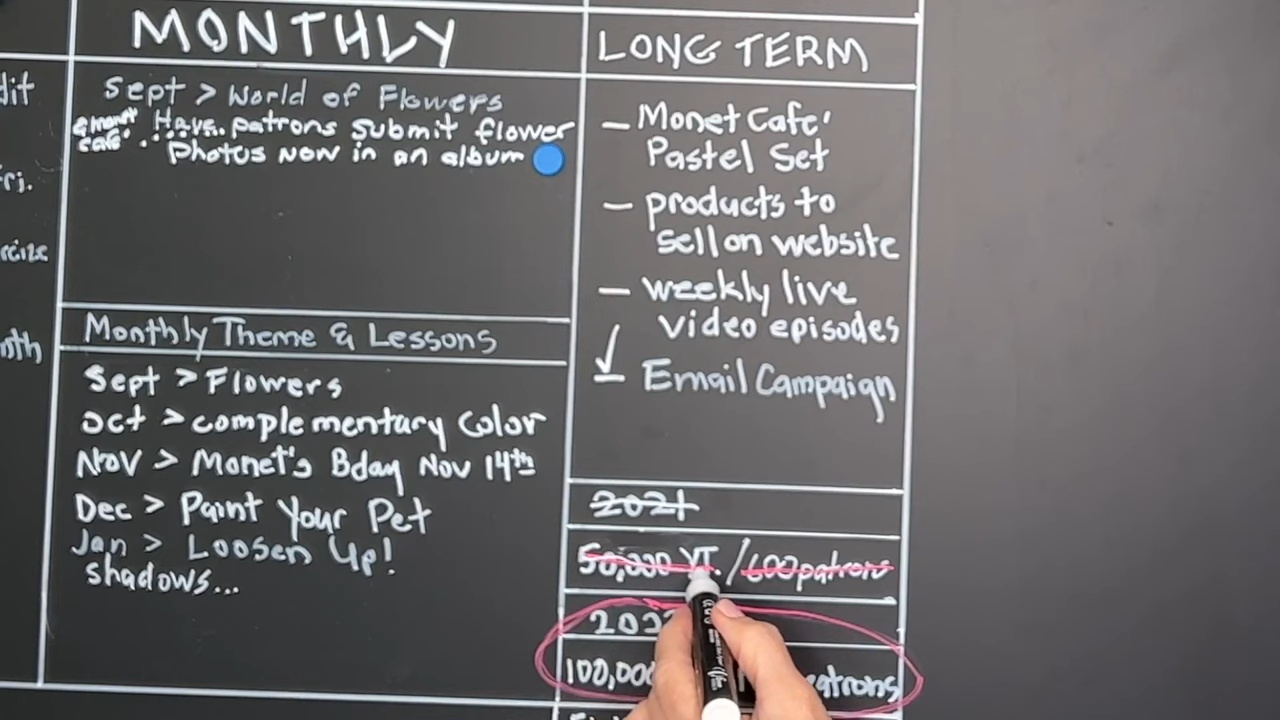 MONTHLY
Sept > World of Flowers
Have patrons submit flower
Photos Now in an album
Monthly Theme & Lessons
Sept > Flowers
Oct > complementary Color
Nov > Monet's Bday Nov 14th
Dec > Paint Your Pet
Jan > Loosen Up!
shadows...
LONG TERM
- Monet Cafe'
Pastel Set
- products to
sell on website
- weekly live
video episodes
- Email Campaign
2021
50,000 YT. / 600 patrons